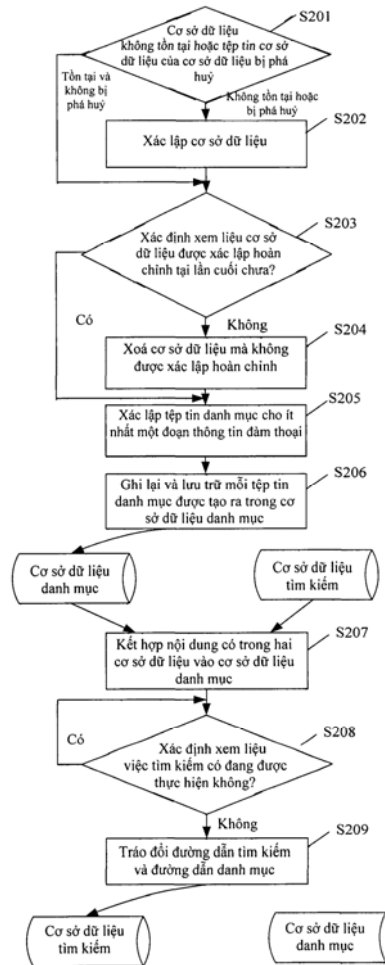 S201
Cơ sở dữ liệu
không tồn tại hoặc tệp tin cơ sở
dữ liệu của cơ sở dữ liệu bị phá
huỷ
Tồn tại và
không bị
phá huỷ
Không tồn tại hoặc
bị phá huỷ
S202
Xác lập cơ sở dữ liệu
S203
Xác định xem liệu cơ sở
dữ liệu được xác lập hoàn
chỉnh tại lần cuối chưa?
Có
Không
S204
Xoá cơ sở dữ liệu mà không
được xác lập hoàn chỉnh
S205
Xác lập tệp tin danh mục cho ít
nhất một đoạn thông tin đàm thoại
S206
Ghi lại và lưu trữ mỗi tệp tin
danh mục được tạo ra trong cơ
sở dữ liệu danh mục
Cơ sở dữ liệu
danh mục
Cơ sở dữ liệu
tìm kiếm
S207
Kết hợp nội dung có trong hai
cơ sở dữ liệu vào cơ sở dữ liệu
danh mục
Có
S208
Xác định xem liệu
việc tìm kiếm có đang được
thực hiện không?
Không
S209
Tráo đổi đường dẫn tìm kiếm
và đường dẫn danh mục
Cơ sở dữ liệu
tìm kiếm
Cơ sở dữ liệu
danh mục